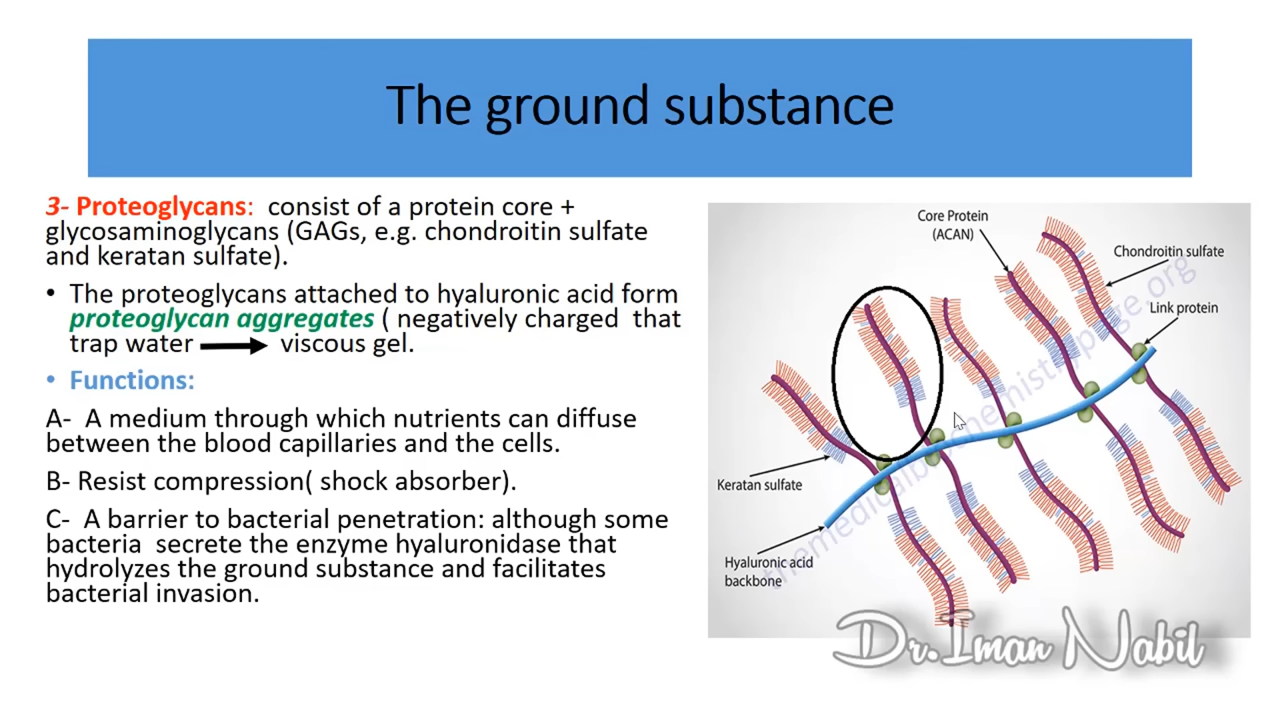 The ground substance
3- Proteoglycans: consist of a protein core +
glycosaminoglycans (GAGs, e.g. chondroitin sulfate
and keratan sulfate).
• The proteoglycans attached to hyaluronic acid form
proteoglycan aggregates ( negatively charged that
trap water ⟶ viscous gel.
• Functions:
A- A medium through which nutrients can diffuse
between the blood capillaries and the cells.
B- Resist compression( shock absorber).
C- A barrier to bacterial penetration: although some
bacteria secrete the enzyme hyaluronidase that
hydrolyzes the ground substance and facilitates
bacterial invasion.
Core Protein
(ACAN)
Chondroitin sulfate
Link protein
Keratan sulfate
Hyaluronic acid
backbone
themedicalbiochemistrypage.org
Dr.Iman Nabil